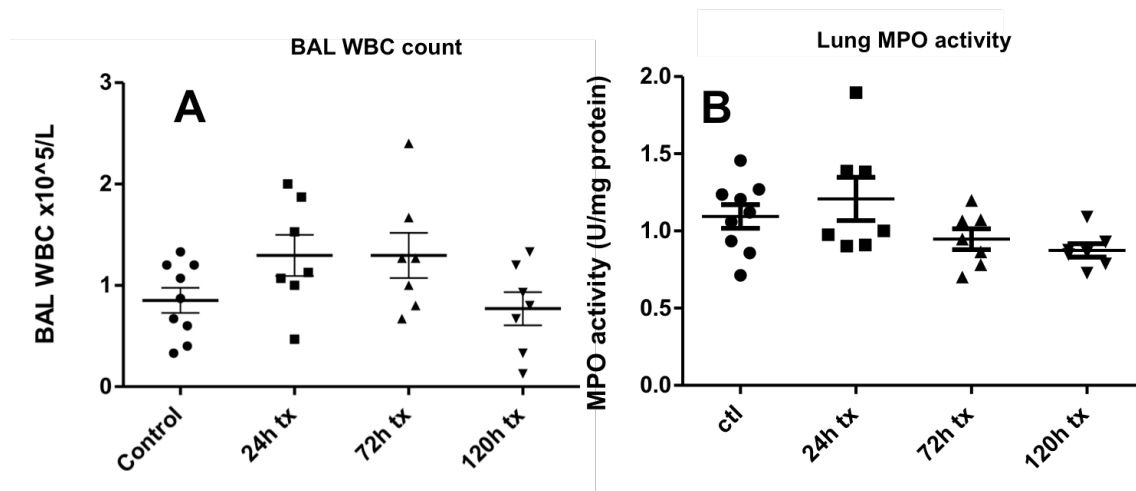 BAL WBC count
A
BAL WBC x10^5/L
3
2
1
0
Control
24h tx
72h tx
120h tx
Lung MPO activity
B
MPO activity (U/mg protein)
2.0
1.5
1.0
0.5
0.0
ctl
24h tx
72h tx
120h tx